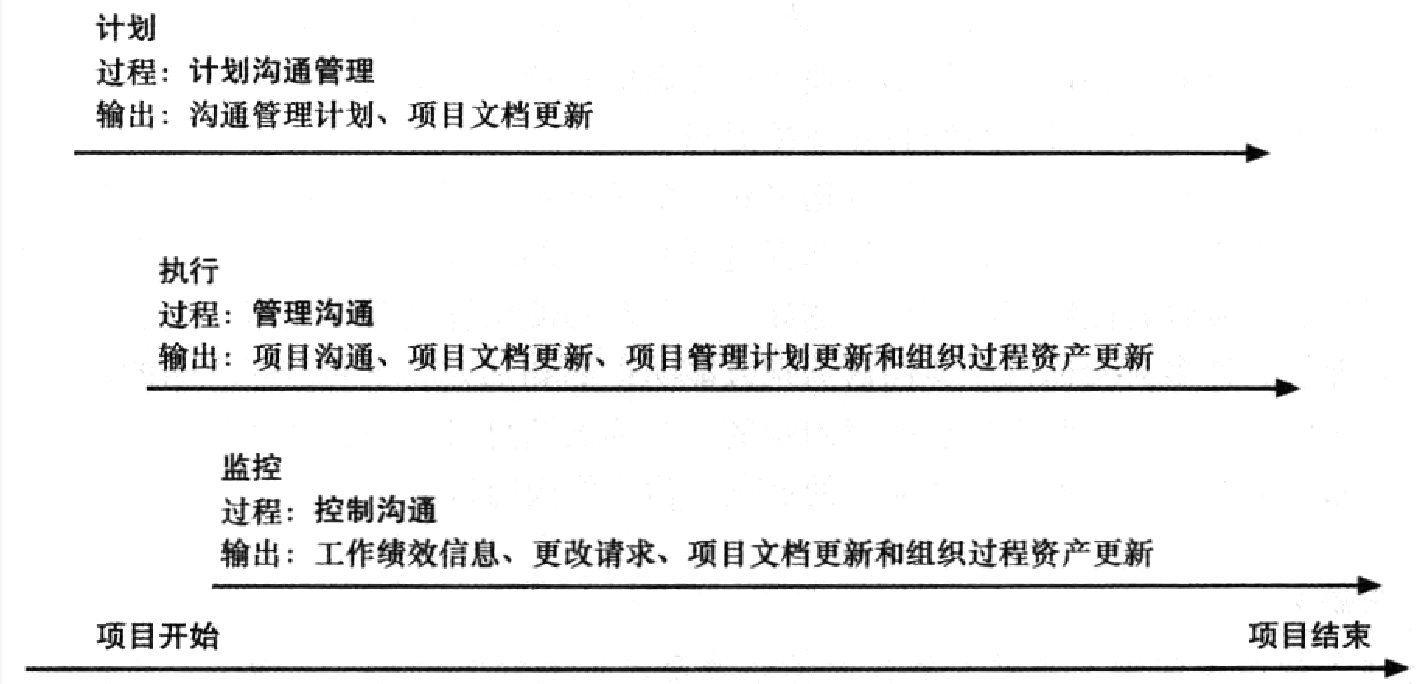 计划
过程：计划沟通管理
输出：沟通管理计划、项目文档更新
执行
过程：管理沟通
输出：项目沟通、项目文档更新、项目管理计划更新和组织过程资产更新
监控
过程：控制沟通
输出：工作绩效信息、更改请求、项目文档更新和组织过程资产更新
项目开始
项目结束